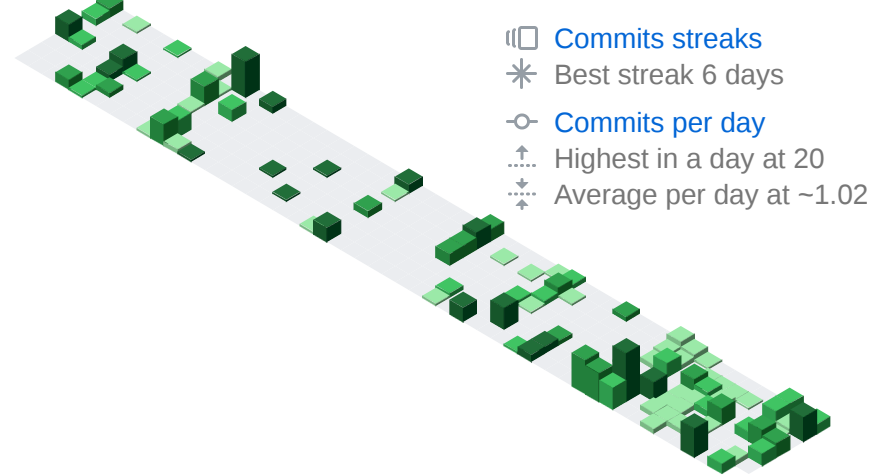 Commits streaks
Best streak 6 days
Commits per day
Highest in a day at 20
Average per day at ~1.02